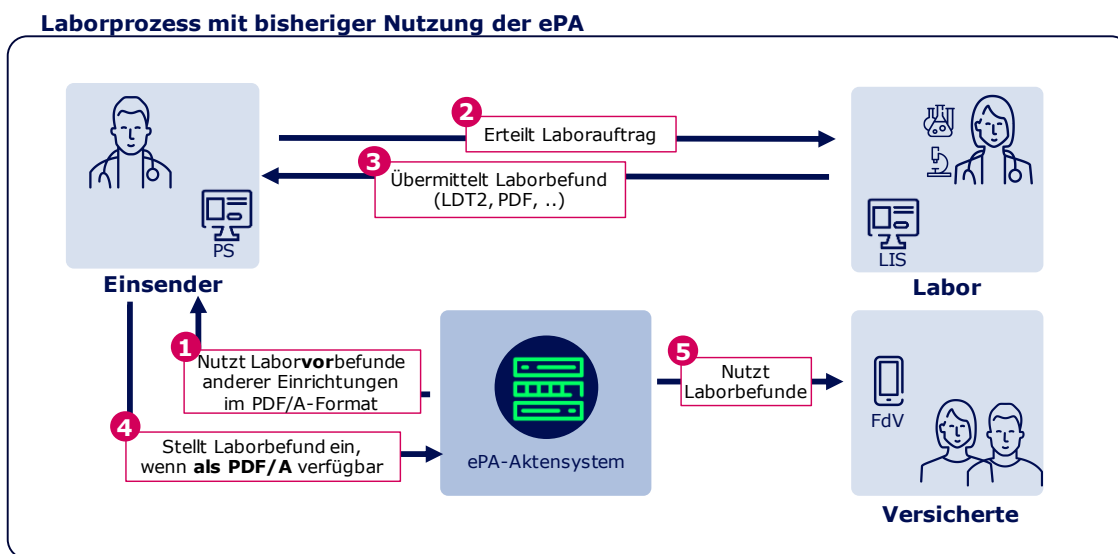 Laborprozess mit bisheriger Nutzung der ePA
2
Erteilt Laborauftrag
3
Übermittelt Laborbefund
(LDT2, PDF, ..)
PS
LIS
Einsender
Labor
1
Nutzt Laborvorbefunde
anderer Einrichtungen
im PDF/A-Format
5
Nutzt
Laborbefunde
FdV
4
Stellt Laborbefund ein,
wenn als PDF/A verfügbar
ePA-Aktensystem
Versicherte